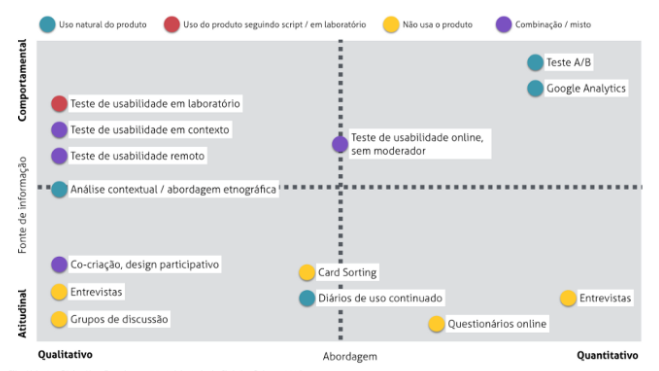 Uso natural do produto
Uso do produto seguindo script / em laboratório
Não usa o produto
Combinação / misto
Comportamental
Fonte de informação
Atitudinal
Teste A/B
Google Analytics
Teste de usabilidade em laboratório
Teste de usabilidade em contexto
Teste de usabilidade remoto
Teste de usabilidade online,
sem moderador
Análise contextual / abordagem etnográfica
Co-criação, design participativo
Entrevistas
Grupos de discussão
Card Sorting
Diários de uso continuado
Questionários online
Entrevistas
Qualitativo
Abordagem
Quantitativo